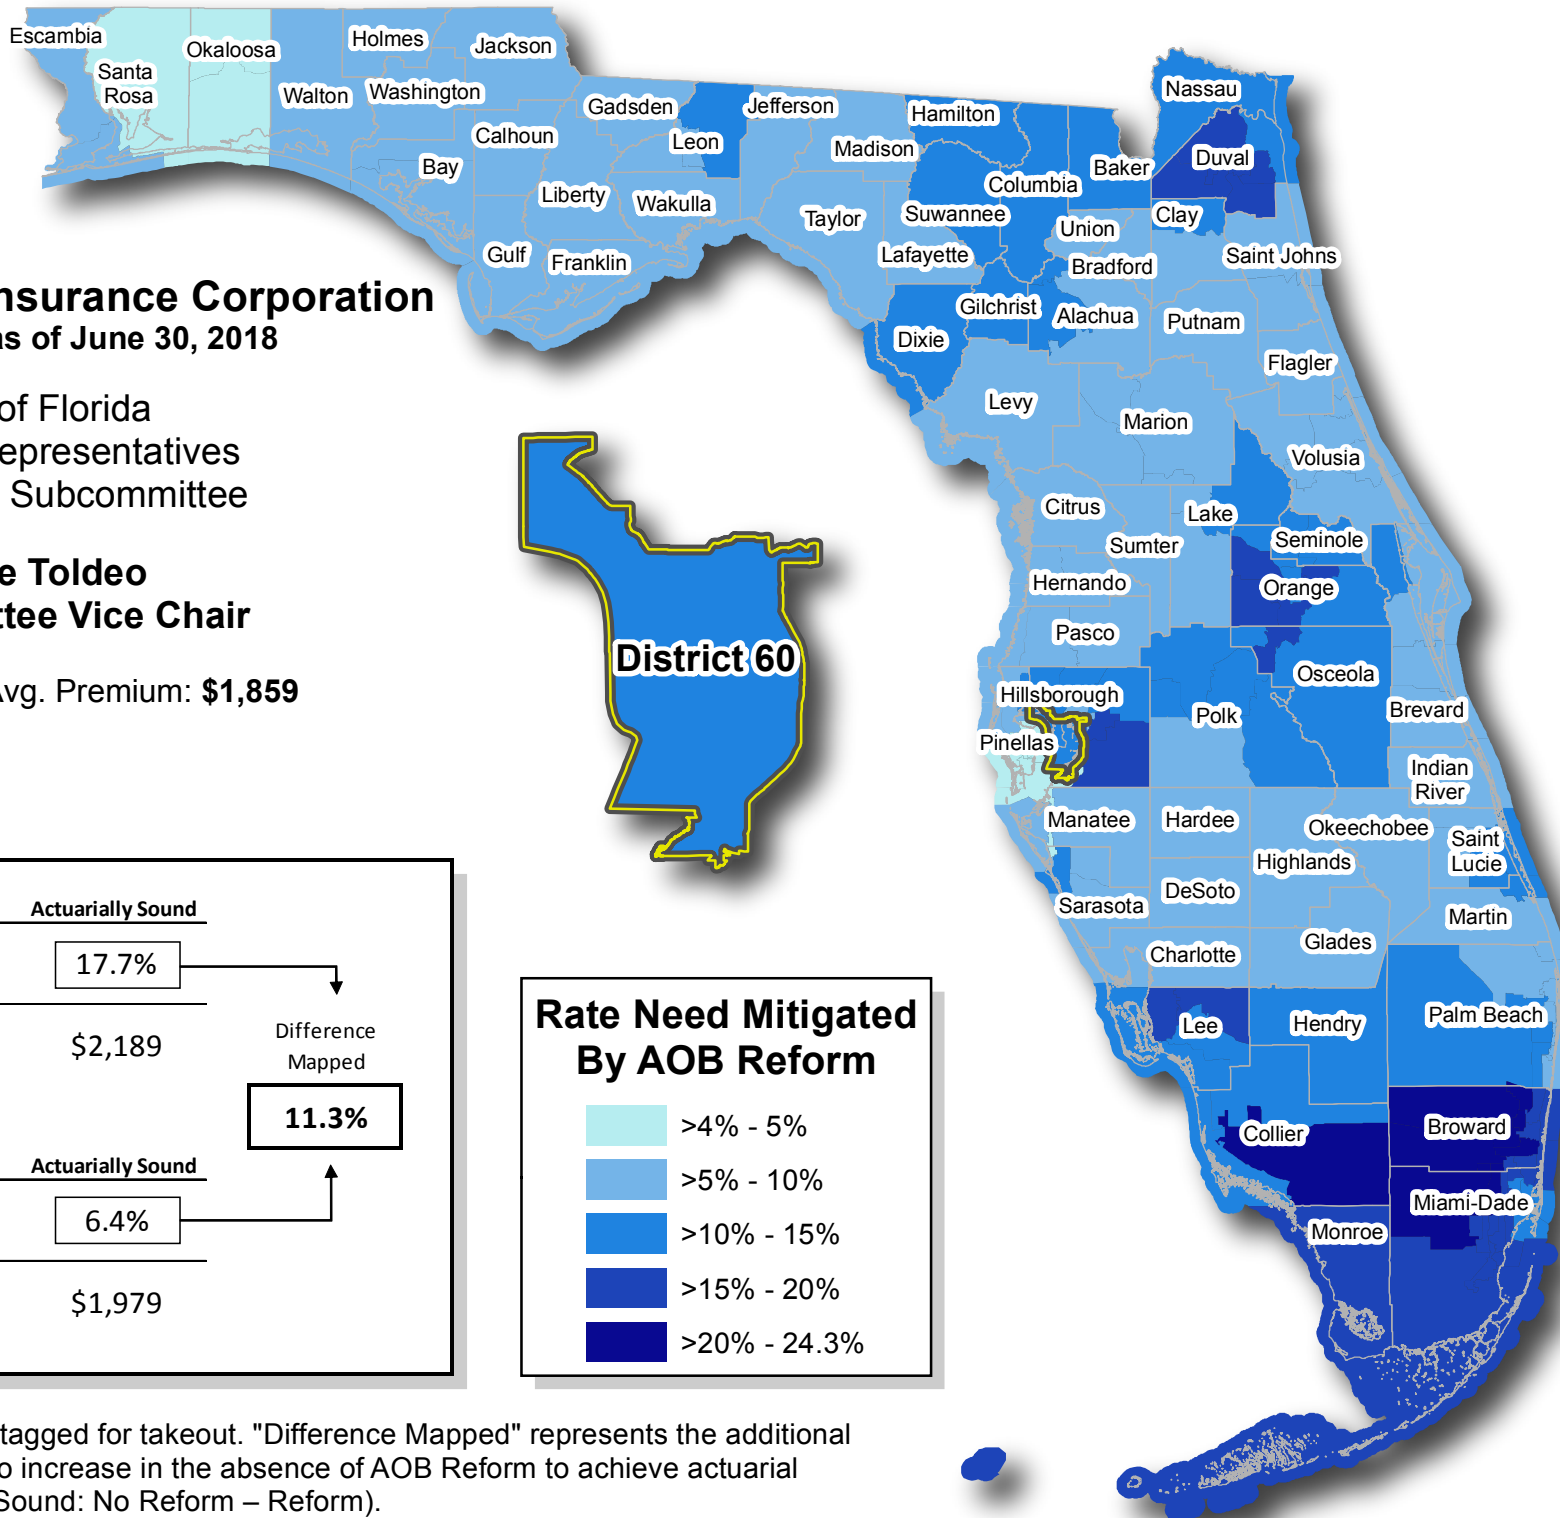 Escambia
Santa
Rosa
Okaloosa
Walton
Holmes
Washington
Jackson
Calhoun
Bay
Gulf
Liberty
Franklin
Gadsden
Leon
Wakulla
Jefferson
Madison
Taylor
Hamilton
Suwannee
Lafayette
Columbia
Baker
Nassau
Duval
Clay
Union
Bradford
Saint Johns
Gilchrist
Alachua
Putnam
Dixie
Flagler
Levy
Marion
Volusia
Citrus
Lake
Sumter
Seminole
Hernando
Orange
Pasco
Osceola
Hillsborough
Polk
Brevard
Pinellas
Indian
River
Manatee
Hardee
Okeechobee
Saint
Lucie
Highlands
DeSoto
Sarasota
Martin
Glades
Charlotte
Lee
Hendry
Palm Beach
Collier
Broward
Miami-Dade
Monroe
nsurance Corporation
as of June 30, 2018
of Florida
epresentatives
Subcommittee
e Toldeo
ttee Vice Chair
Avg. Premium: $1,859
District 60
Actuarially Sound
17.7%
$2,189
Difference
Mapped
11.3%
Actuarially Sound
6.4%
$1,979
Rate Need Mitigated
By AOB Reform
>4% - 5%
>5% - 10%
>10% - 15%
>15% - 20%
>20% - 24.3%
tagged for takeout. "Difference Mapped" represents the additional
o increase in the absence of AOB Reform to achieve actuarial
Sound: No Reform – Reform).